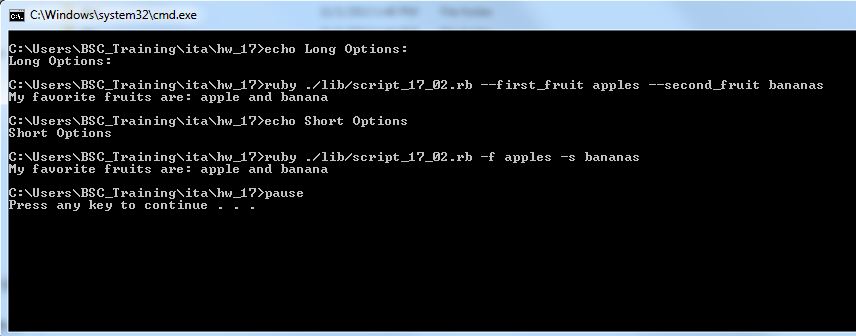 C:\Windows\system32\cmd.exe
C:\Users\BSC_Training\ita\hw_17>echo Long Options:
Long Options:
C:\Users\BSC_Training\ita\hw_17>ruby ./lib/script_17_02.rb --first_fruit apples --second_fruit bananas
My favorite fruits are: apple and banana
C:\Users\BSC_Training\ita\hw_17>echo Short Options
Short Options
C:\Users\BSC_Training\ita\hw_17>ruby ./lib/script_17_02.rb -f apples -s bananas
My favorite fruits are: apple and banana
C:\Users\BSC_Training\ita\hw_17>pause
Press any key to continue . . .